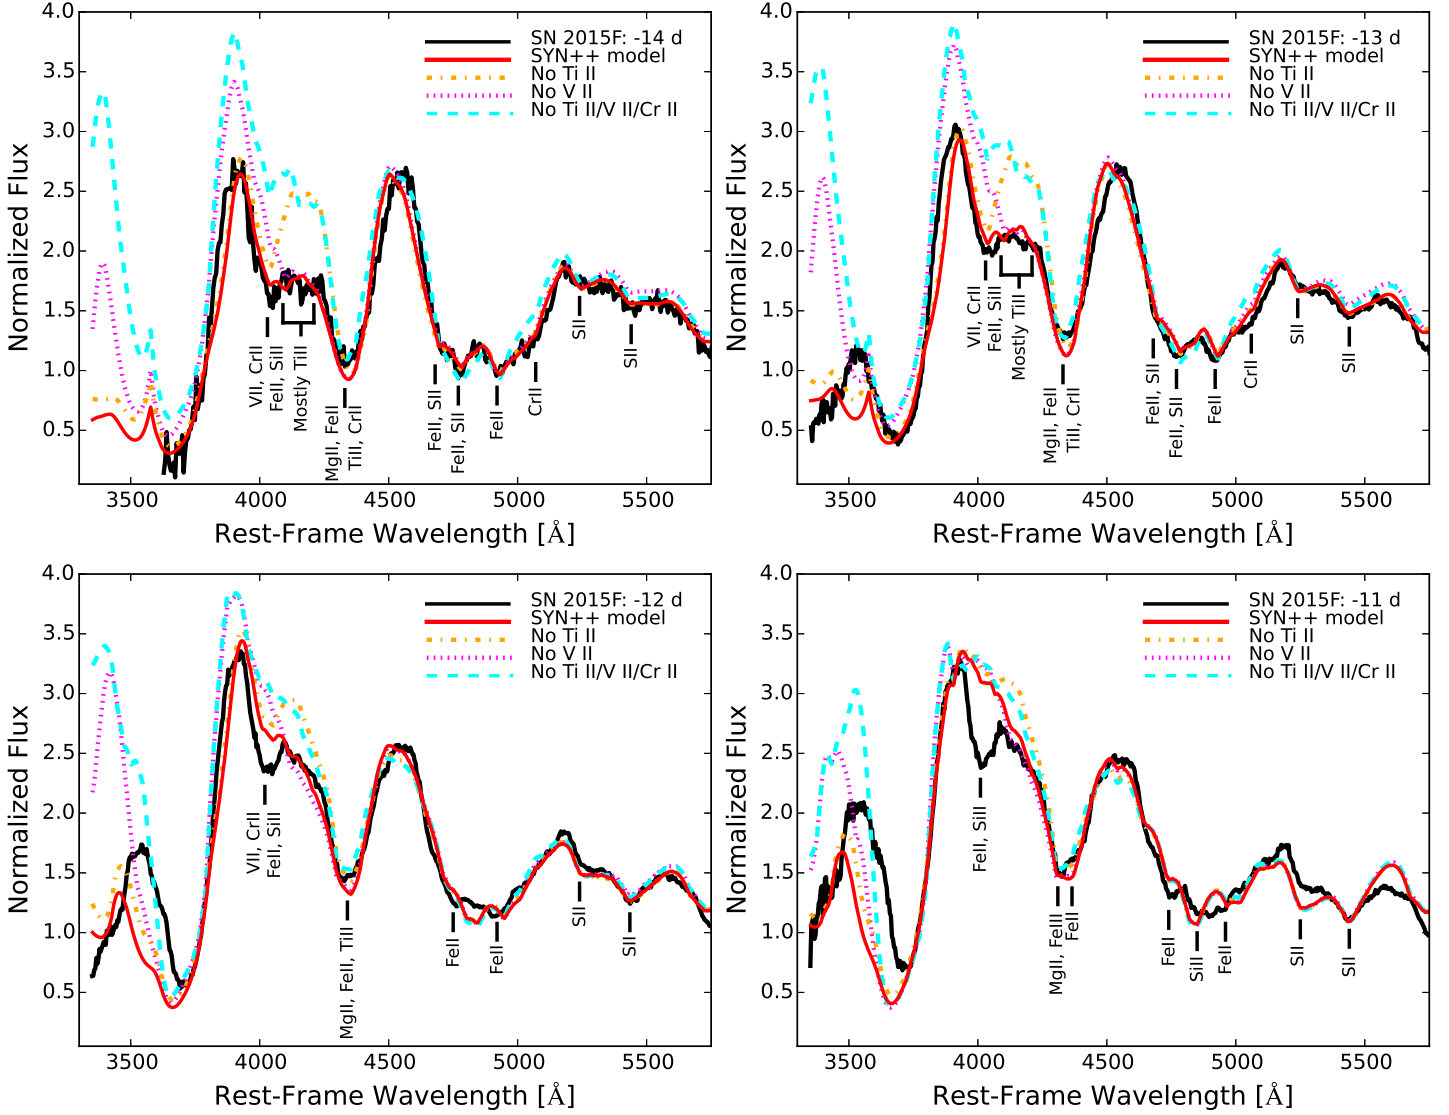 4.0
3.5
3.0
2.5
2.0
1.5
1.0
0.5
Normalized Flux
SN 2015F: -14 d
SYN++ model
No Ti II
No V II
No Ti II/V II/Cr II
VII, CrII
FeII, SiII
Mostly TiII
MgII, FeII
TiII, CrII
FeII, SII
FeII, SII
FeII
CrII
SII
SII
3500 4000 4500 5000 5500
Rest-Frame Wavelength [Å]
4.0
3.5
3.0
2.5
2.0
1.5
1.0
0.5
Normalized Flux
SN 2015F: -13 d
SYN++ model
No Ti II
No V II
No Ti II/V II/Cr II
VII, CrII
FeII, SiII
Mostly TiII
MgII, FeII
TiII, CrII
FeII, SII
FeII, SII
FeII
CrII
SII
SII
3500 4000 4500 5000 5500
Rest-Frame Wavelength [Å]
4.0
3.5
3.0
2.5
2.0
1.5
1.0
0.5
Normalized Flux
SN 2015F: -12 d
SYN++ model
No Ti II
No V II
No Ti II/V II/Cr II
VII, CrII
FeII, SiII
MgII, FeII, TiII
FeII
FeII
SII
SII
3500 4000 4500 5000 5500
Rest-Frame Wavelength [Å]
4.0
3.5
3.0
2.5
2.0
1.5
1.0
0.5
Normalized Flux
SN 2015F: -11 d
SYN++ model
No Ti II
No V II
No Ti II/V II/Cr II
FeII, SiII
MgII, FeIII
FeII
FeII
SiII
FeII
SII
SII
3500 4000 4500 5000 5500
Rest-Frame Wavelength [Å]